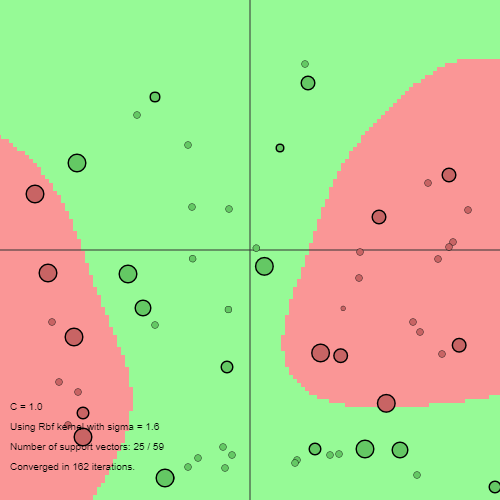 C = 1.0
Using Rbf kernel with sigma = 1.6
Number of support vectors: 25 / 59
Converged in 162 iterations.